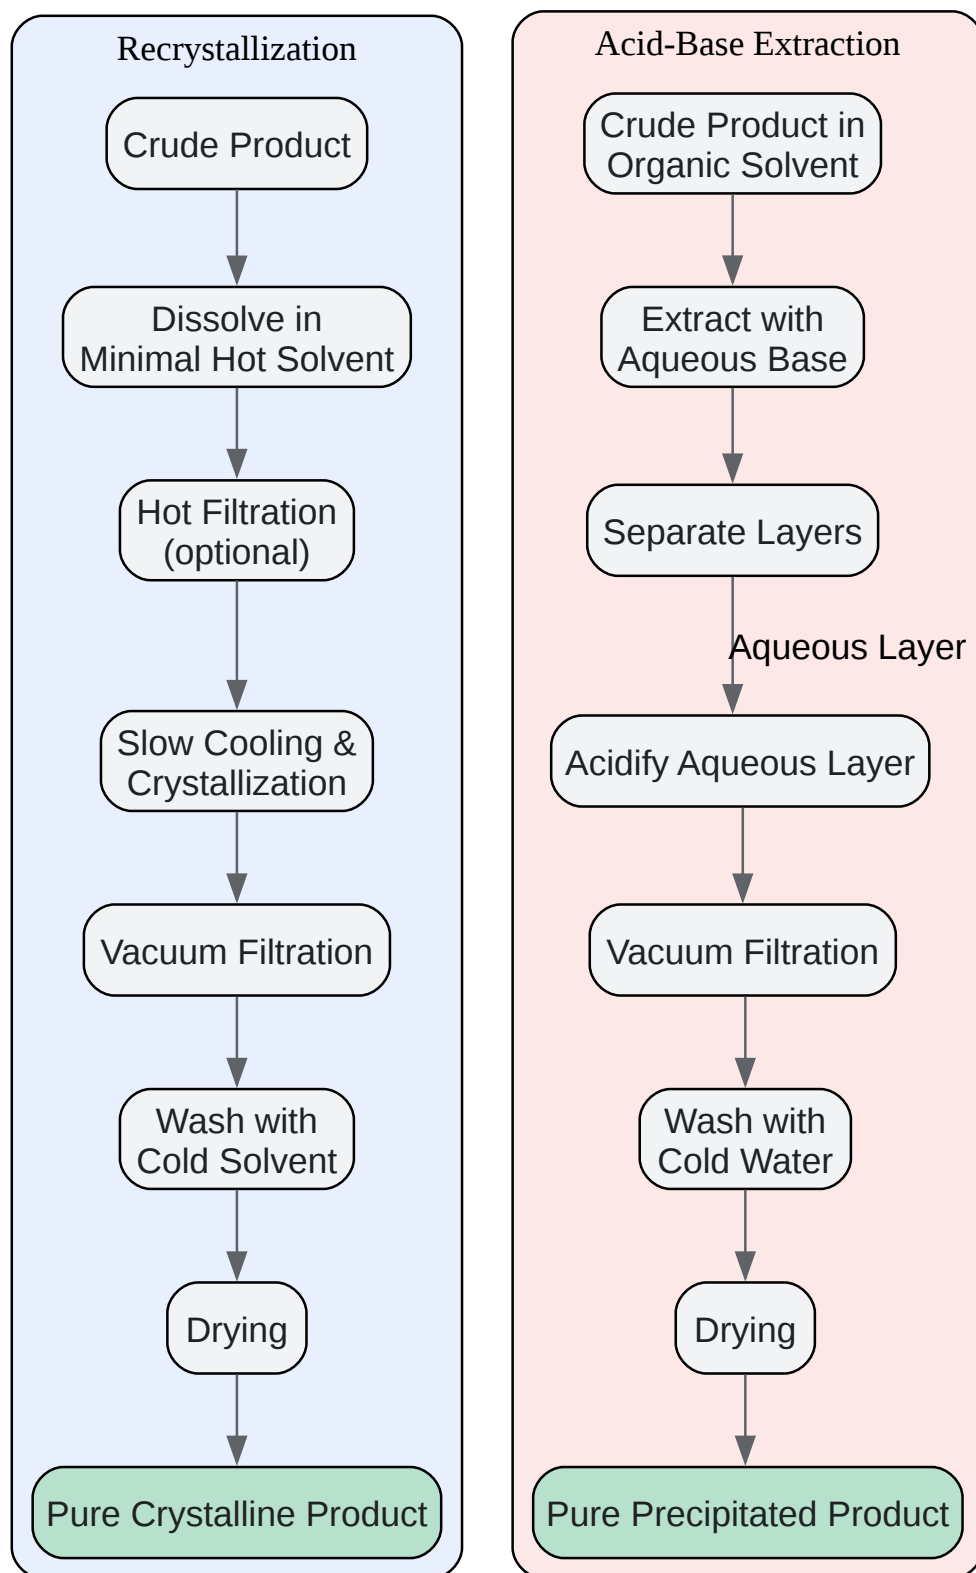 Recrystallization
Crude Product
Dissolve in
Minimal Hot Solvent
Hot Filtration
(optional)
Slow Cooling &
Crystallization
Vacuum Filtration
Wash with
Cold Solvent
Drying
Pure Crystalline Product
Acid-Base Extraction
Crude Product in
Organic Solvent
Extract with
Aqueous Base
Separate Layers
Aqueous Layer
Acidify Aqueous Layer
Vacuum Filtration
Wash with
Cold Water
Drying
Pure Precipitated Product